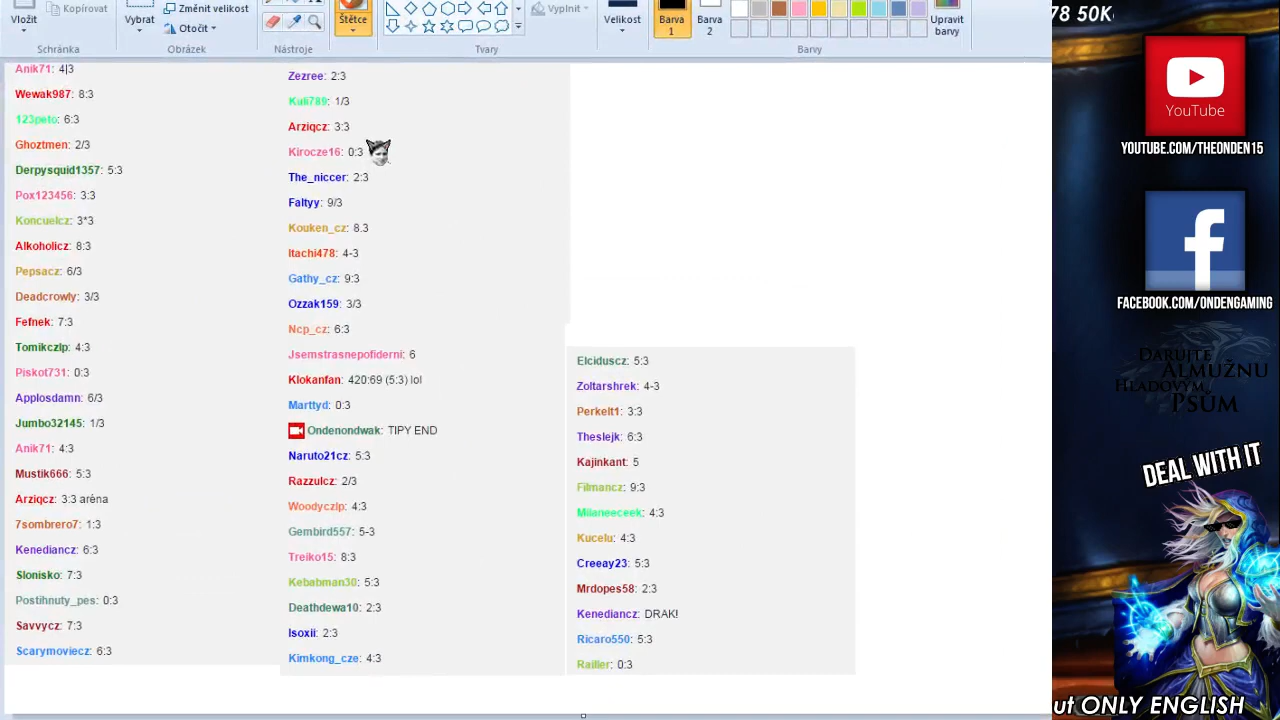 Vložit
Kopírovat
Schránka
Vybrat
Změnit velikost
Otočit
Obrázek
Nástroje
Štětce
Tvary
Vyplnit
Velikost
Barva
1
Barva
2
Upravit
barvy
Barvy
Anik71: 4|3
Wewak987: 8:3
123peto: 6:3
Ghoztmen: 2/3
Derpysquid1357: 5:3
Pox123456: 3:3
Koncuelcz: 3*3
Alkoholicz: 8:3
Pepsacz: 6/3
Deadcrowly: 3/3
Fefnek: 7:3
Tomikczlp: 4:3
Piskot731: 0:3
Applosdamn: 6/3
Jumbo32145: 1/3
Anik71: 4:3
Mustik666: 5:3
Arziqcz: 3:3 aréna
7sombrero7: 1:3
Kenediancz: 6:3
Slonisko: 7:3
Postihnuty_pes: 0:3
Savvycz: 7:3
Scarymoviecz: 6:3
Zezree: 2:3
Kuli789: 1/3
Arziqcz: 3:3
Kirocze16: 0:3
The_niccer: 2:3
Faltyy: 9/3
Kouken_cz: 8.3
Itachi478: 4-3
Gathy_cz: 9:3
Ozzak159: 3/3
Ncp_cz: 6:3
Jsemstrasnepofiderni: 6
Klokanfan: 420:69 (5:3) lol
Marttyd: 0:3
Ondenondwak: TIPY END
Naruto21cz: 5:3
Razzulcz: 2/3
Woodyczlp: 4:3
Gembird557: 5-3
Treiko15: 8:3
Kebabman30: 5:3
Deathdewa10: 2:3
Isoxii: 2:3
Kimkong_cze: 4:3
Elciduscz: 5:3
Zoltarshrek: 4-3
Perkelt1: 3:3
Theslejk: 6:3
Kajinkant: 5
Filmancz: 9:3
Milaneeceek: 4:3
Kucelu: 4:3
Creeay23: 5:3
Mrdopes58: 2:3
Kenediancz: DRAK!
Ricaro550: 5:3
Railler: 0:3
78 50K
YouTube
YOUTUBE.COM/THEONDEN15
FACEBOOK.COM/ONDENGAMING
DARUJTE
ALMUŽNU
HLADOVÝM
PSŮM
DEAL WITH IT
ut ONLY ENGLISH